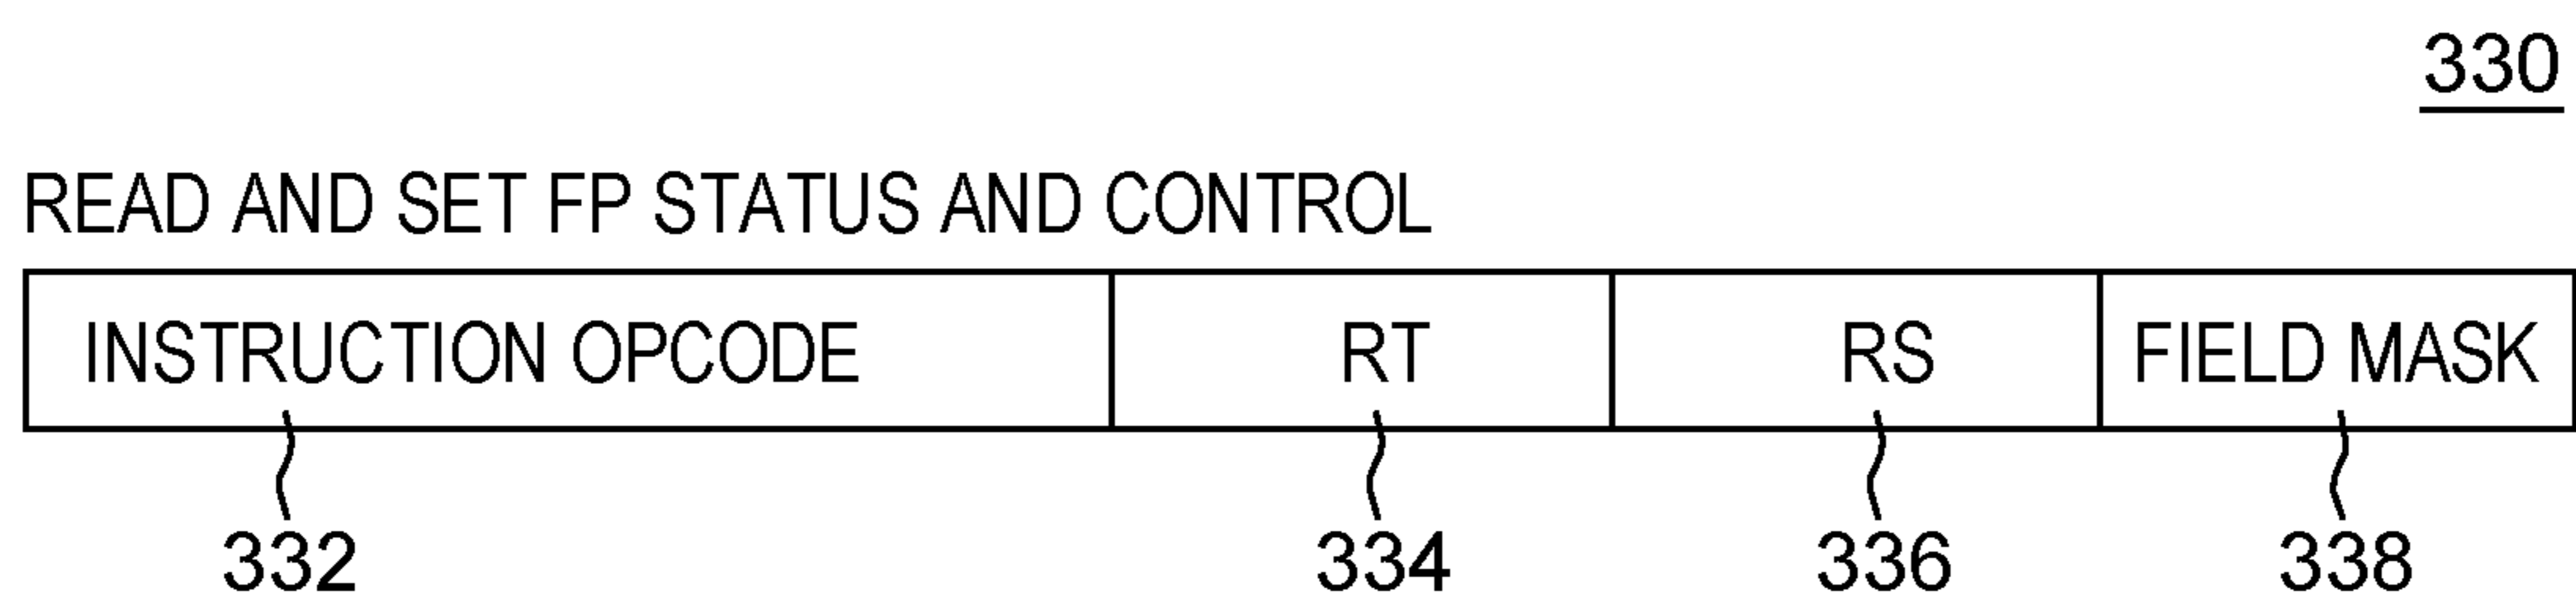 330
READ AND SET FP STATUS AND CONTROL
INSTRUCTION OPCODE RT RS FIELD MASK
332 334 336 338